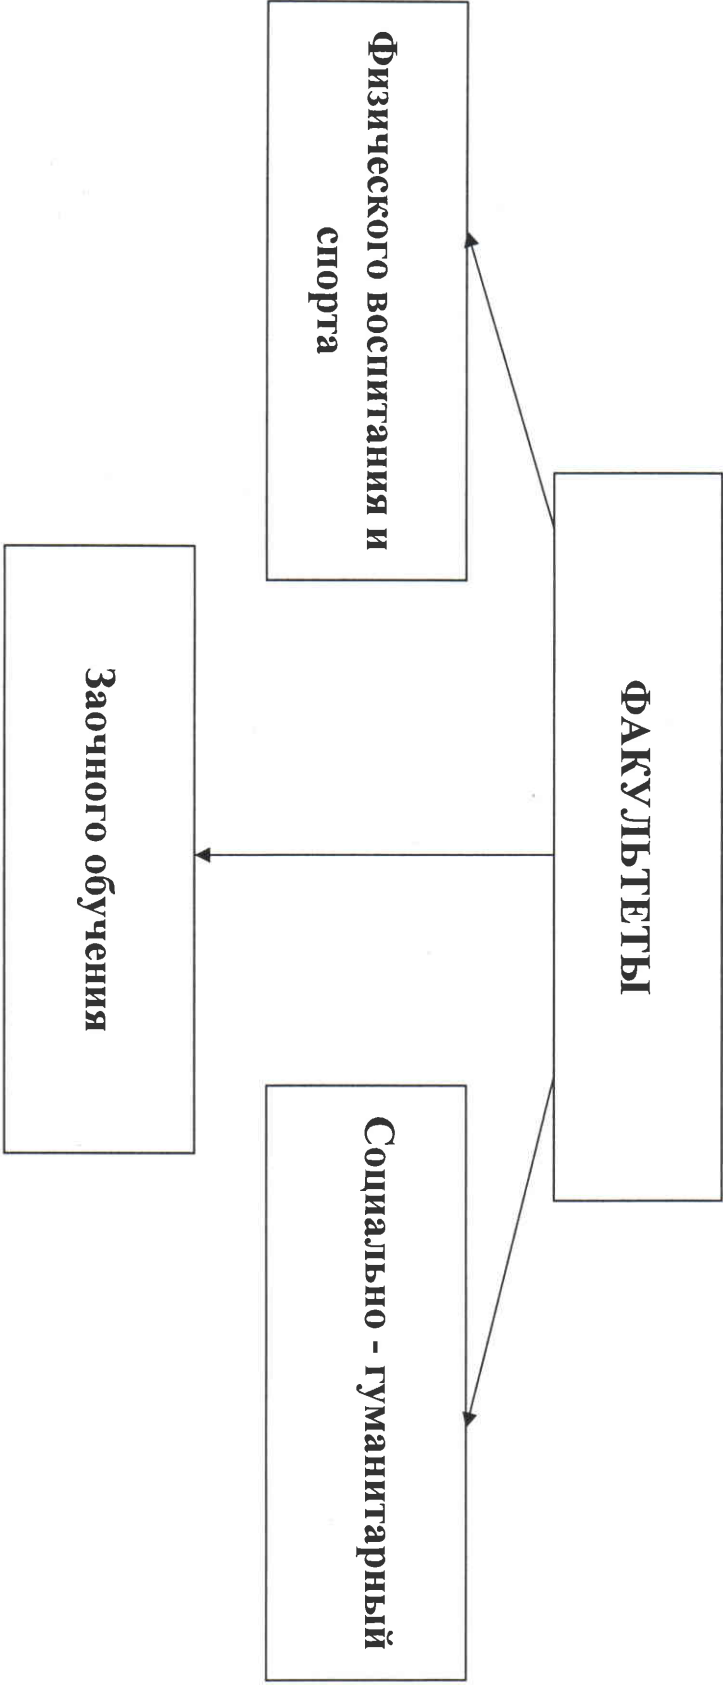 ФАКУЛЬТЕТЫ
Физического воспитания и
спорта
Социально - гуманитарный
Заочного обучения